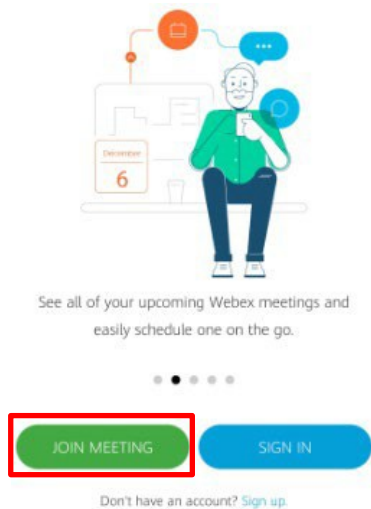 December
6
See all of your upcoming Webex meetings and
easily schedule one on the go.
JOIN MEETING
SIGN IN
Don't have an account? Sign up.